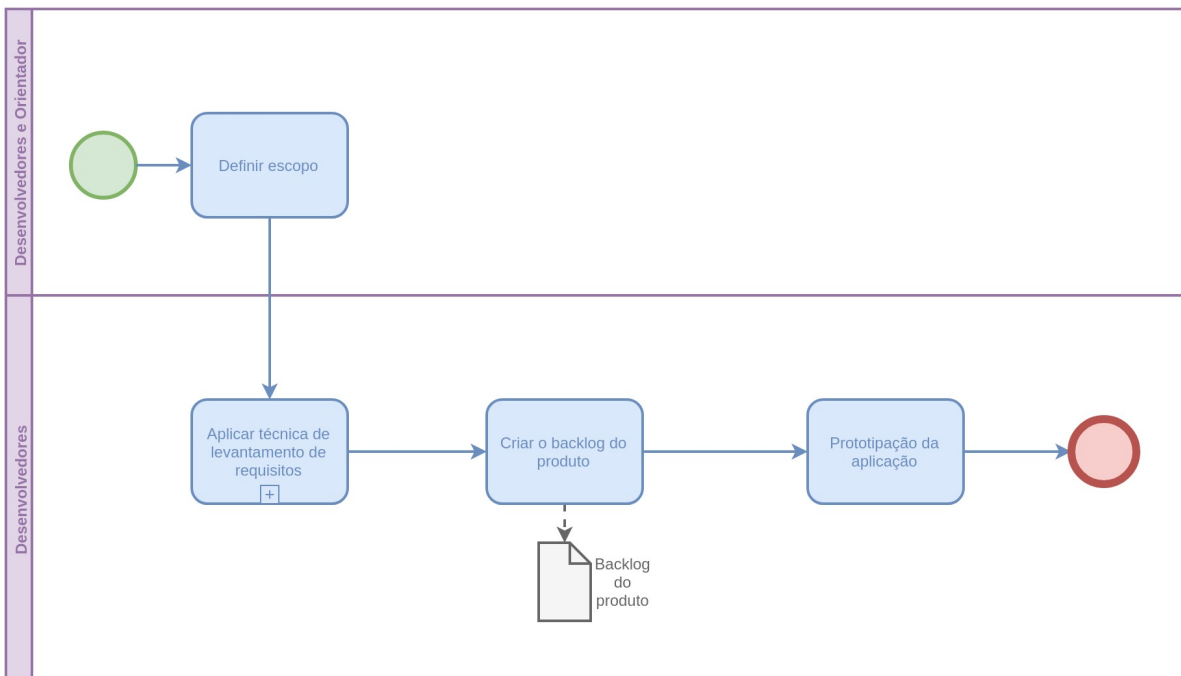 Desenvolvedores e Orientador
Definir escopo
Desenvolvedores
Aplicar técnica de
levantamento de
requisitos
Criar o backlog do
produto
Prototipação da
aplicação
Backlog
do
produto